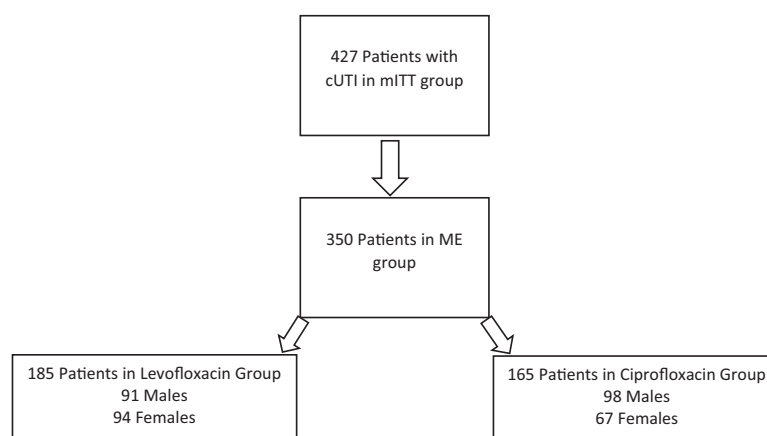 427 Patients with
cUTI in mITT group
350 Patients in ME
group
185 Patients in Levofloxacin Group
91 Males
94 Females
165 Patients in Ciprofloxacin Group
98 Males
67 Females